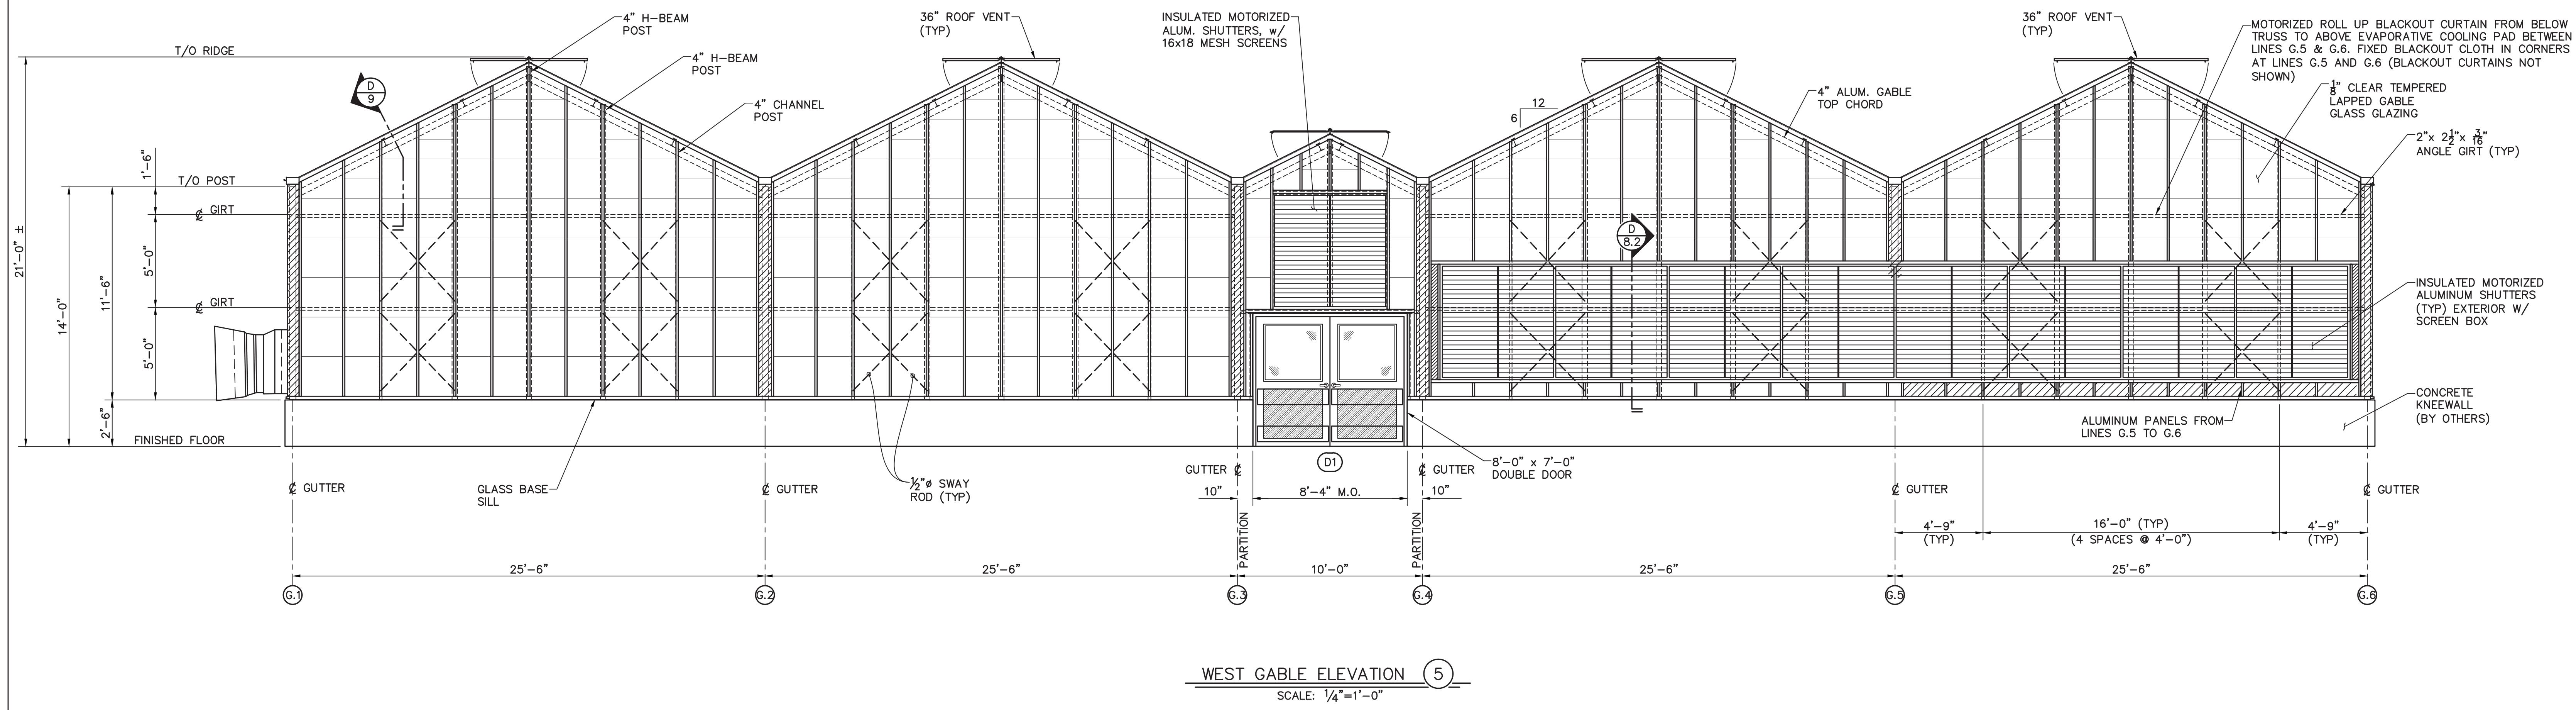 4" H-BEAM
POST
4" H-BEAM
POST
4" CHANNEL
POST
36" ROOF VENT
(TYP)
INSULATED MOTORIZED
ALUM. SHUTTERS, w/
16x18 MESH SCREENS
36" ROOF VENT
(TYP)
MOTORIZED ROLL UP BLACKOUT CURTAIN FROM BELOW
TRUSS TO ABOVE EVAPORATIVE COOLING PAD BETWEEN
LINES G.5 & G.6. FIXED BLACKOUT CLOTH IN CORNERS
AT LINES G.5 AND G.6 (BLACKOUT CURTAINS NOT
SHOWN)
1/8" CLEAR TEMPERED
LAPPED GABLE
GLASS GLAZING
2"x 2 1/2"x 3/16"
ANGLE GIRT (TYP)
4" ALUM. GABLE
TOP CHORD
12
6
T/O RIDGE
D
9
T/O POST
℄ GIRT
℄ GIRT
1'-6"
5'-0"
5'-0"
11'-6"
2'-6"
14'-0"
21'-0" ±
D
8.2
INSULATED MOTORIZED
ALUMINUM SHUTTERS
(TYP) EXTERIOR W/
SCREEN BOX
CONCRETE
KNEEWALL
(BY OTHERS)
ALUMINUM PANELS FROM
LINES G.5 TO G.6
FINISHED FLOOR
D1
8'-0" x 7'-0"
DOUBLE DOOR
GLASS BASE
SILL
1/2"ø SWAY
ROD (TYP)
℄ GUTTER
℄ GUTTER
GUTTER ℄
℄ GUTTER
℄ GUTTER
℄ GUTTER
10"
8'-4" M.O.
10"
PARTITION
PARTITION
4'-9"
(TYP)
16'-0" (TYP)
(4 SPACES @ 4'-0")
4'-9"
(TYP)
25'-6"
25'-6"
10'-0"
25'-6"
25'-6"
G.1
G.2
G.3
G.4
G.5
G.6
WEST GABLE ELEVATION 5
SCALE: 1/4"=1'-0"